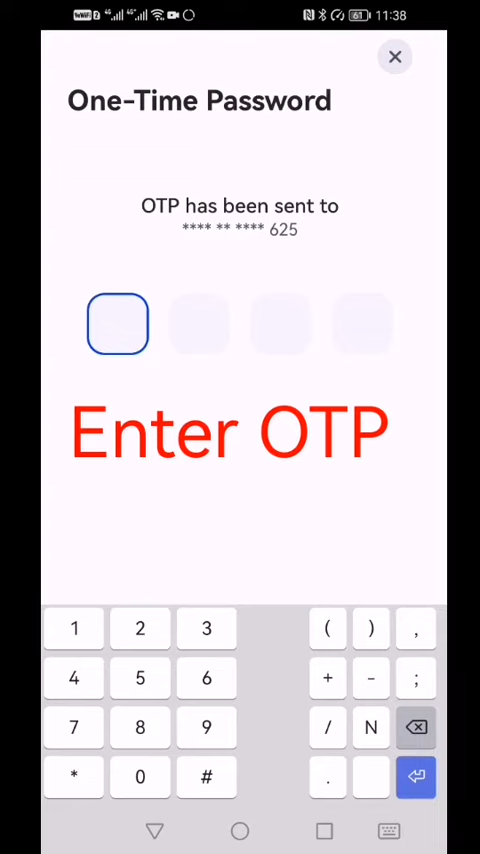 11:38
One-Time Password
OTP has been sent to
**** ** **** 625
Enter OTP
1 2 3 ( ) ,
4 5 6 + - ;
7 8 9 / N
* 0 # .